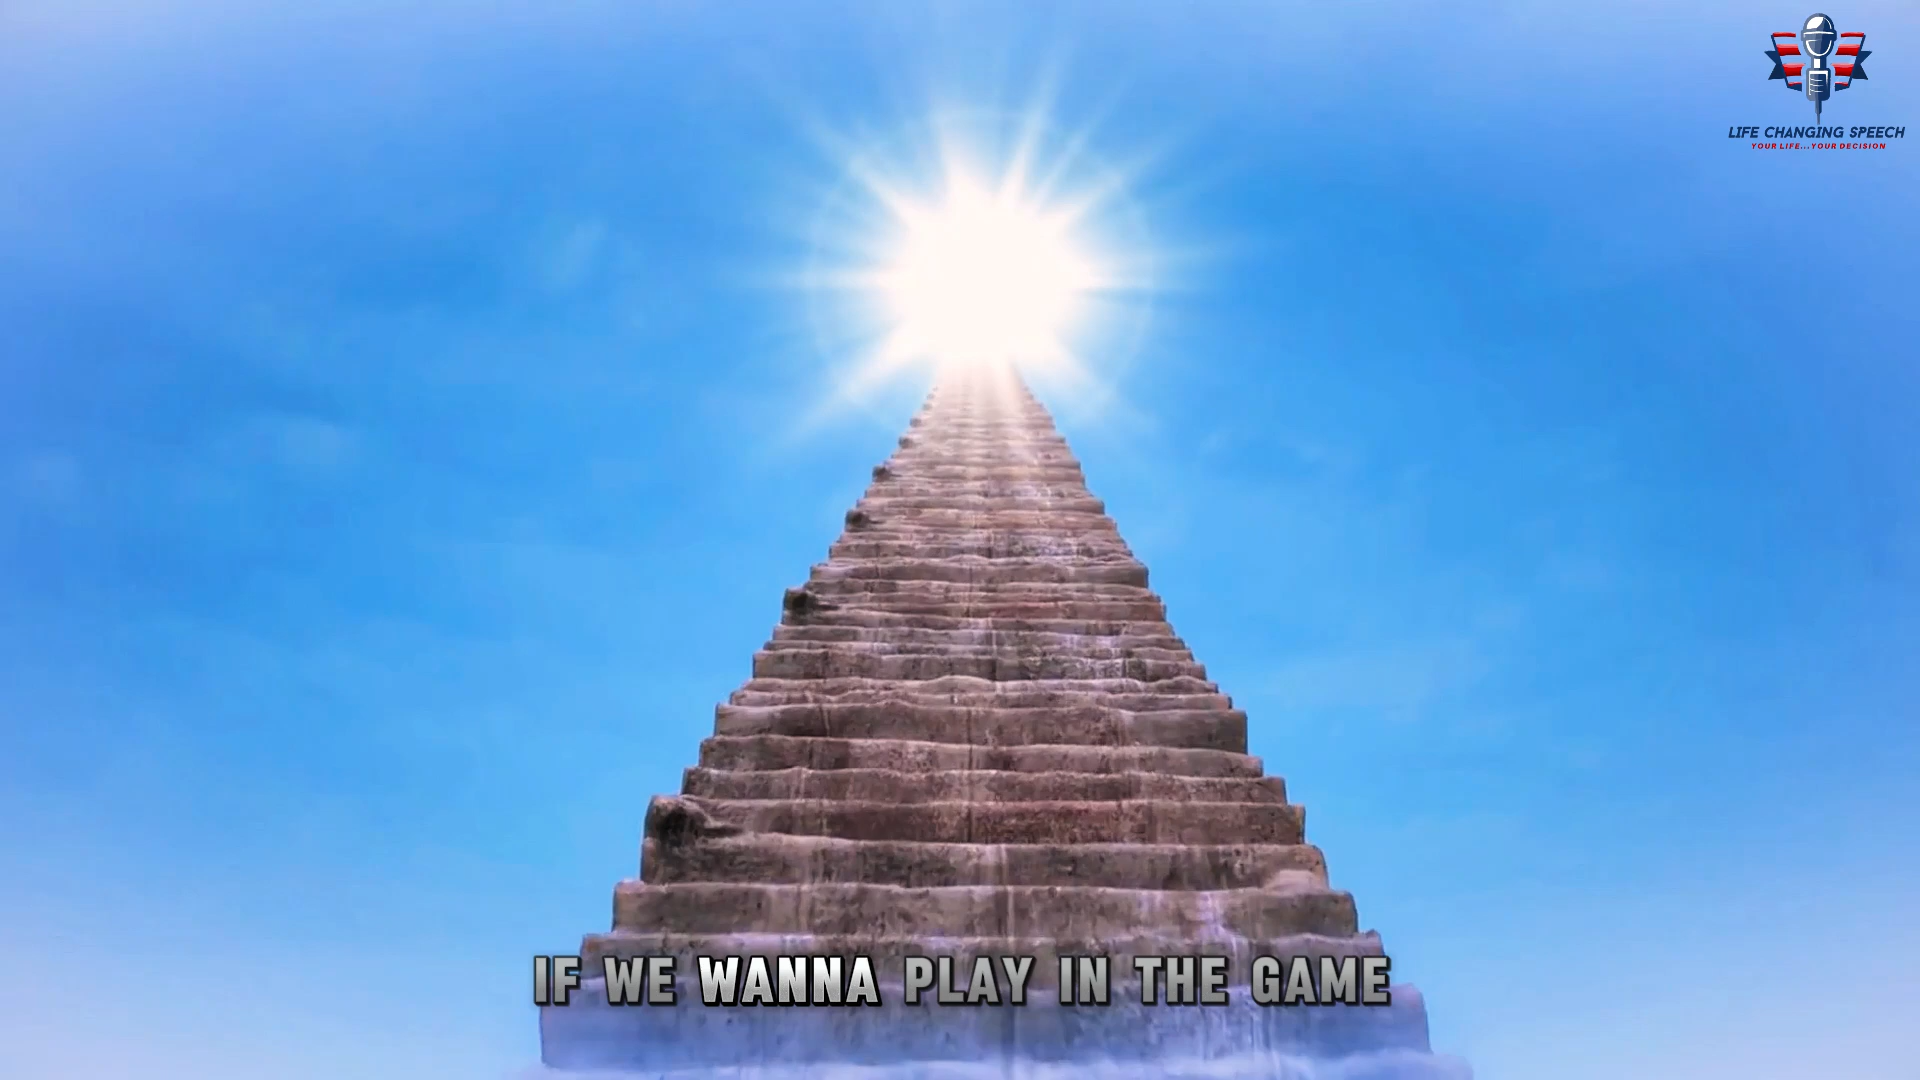 LIFE CHANGING SPEECH
YOUR LIFE...YOUR DECISION
IF WE WANNA PLAY IN THE GAME